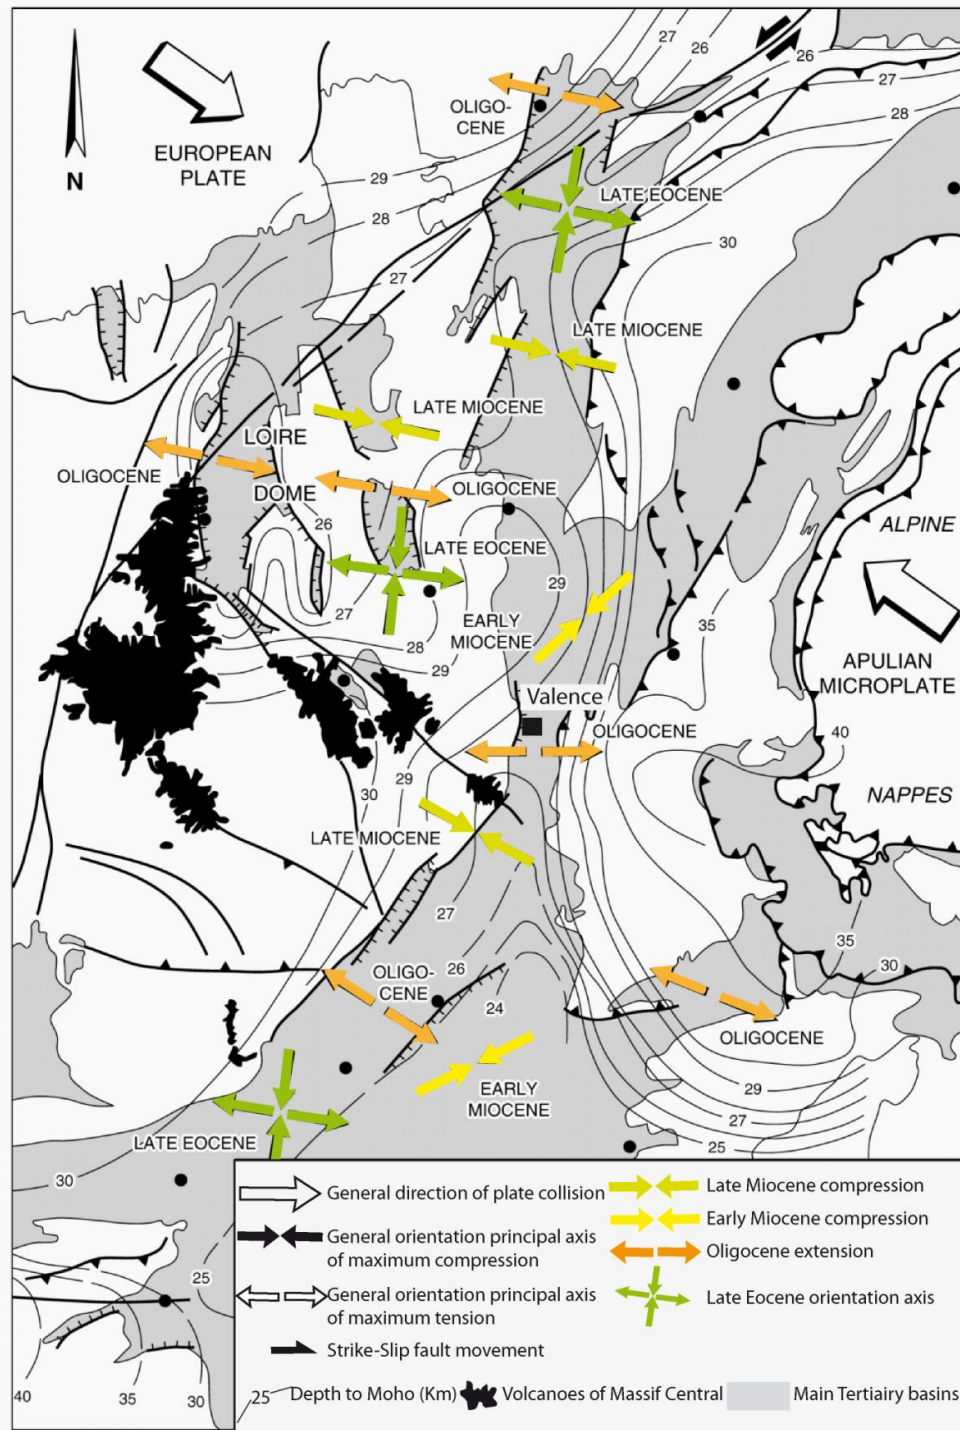 27
26
26
27
28
OLIGO-
CENE
EUROPEAN
PLATE
N
29
28
LATE EOCENE
30
27
LATE MIOCENE
LATE MIOCENE
LOIRE
OLIGOCENE
DOME
OLIGOCENE
26
ALPINE
LATE EOCENE
29
27
EARLY
MIOCENE
35
28
29
APULIAN
MICROPLATE
Valence
OLIGOCENE
40
29
30
NAPPES
LATE MIOCENE
27
35
30
OLIGO-
CENE
26
24
OLIGOCENE
29
EARLY
MIOCENE
27
25
LATE EOCENE
30
25
40
35
30
General direction of plate collision
General orientation principal axis
of maximum compression
General orientation principal axis
of maximum tension
Strike-Slip fault movement
Late Miocene compression
Early Miocene compression
Oligocene extension
Late Eocene orientation axis
25 Depth to Moho (Km)
Volcanoes of Massif Central
Main Tertiairy basins